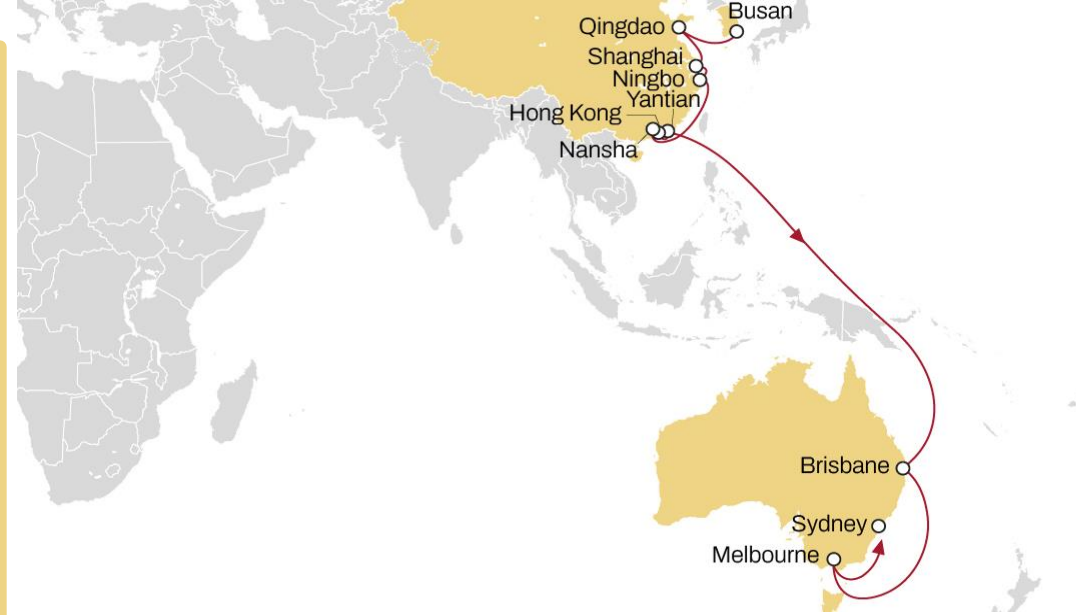 Busan
Qingdao
Shanghai
Ningbo
Yantian
Hong Kong
Nansha
Brisbane
Sydney
Melbourne